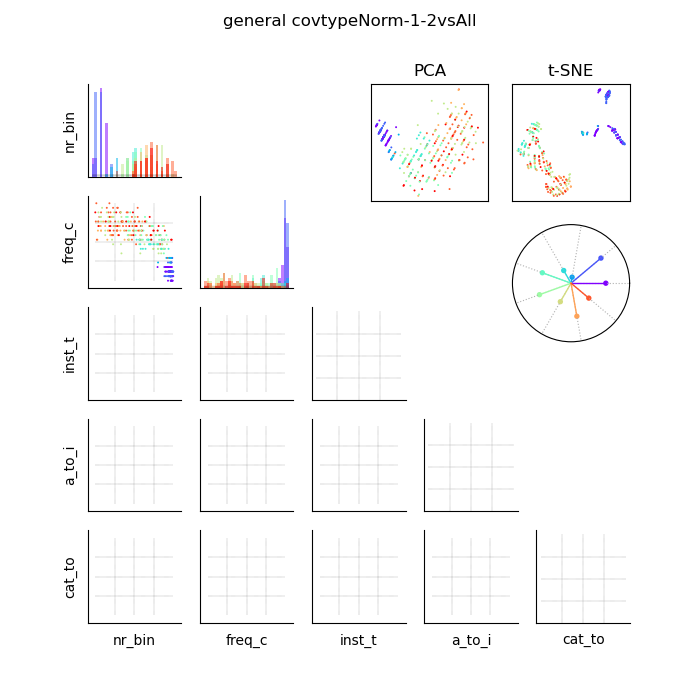 general covtypeNorm-1-2vsAll
PCA
t-SNE
nr_bin
freq_c
inst_t
a_to_i
cat_to
nr_bin
freq_c
inst_t
a_to_i
cat_to